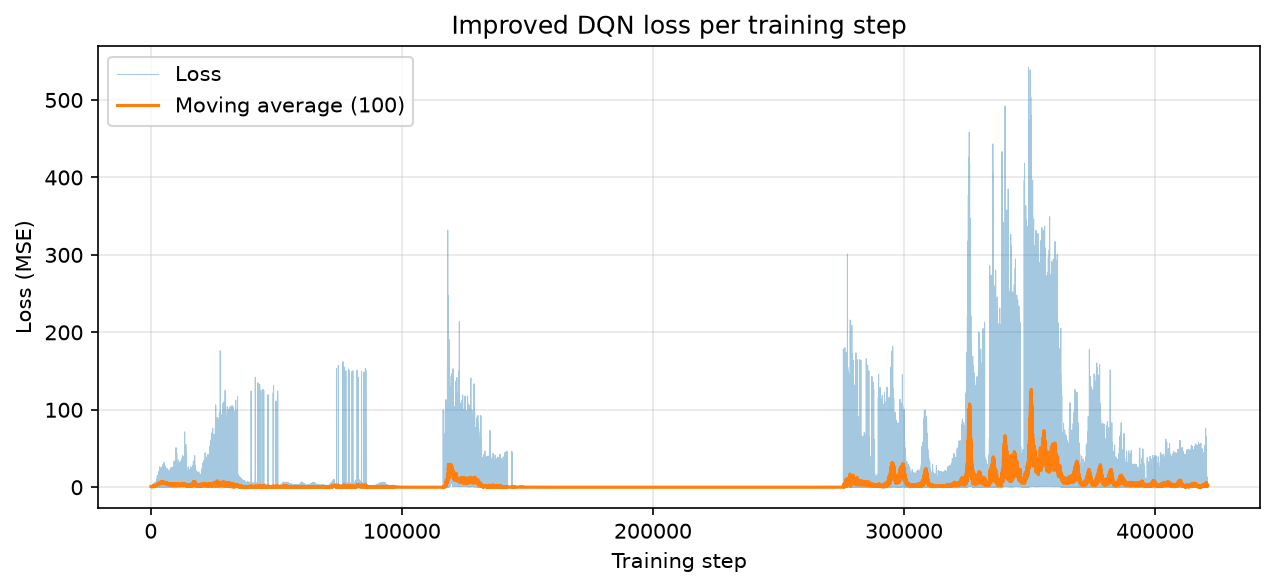 Improved DQN loss per training step
Loss
Moving average (100)
Loss (MSE)
500
400
300
200
100
0
0
100000
200000
300000
400000
Training step